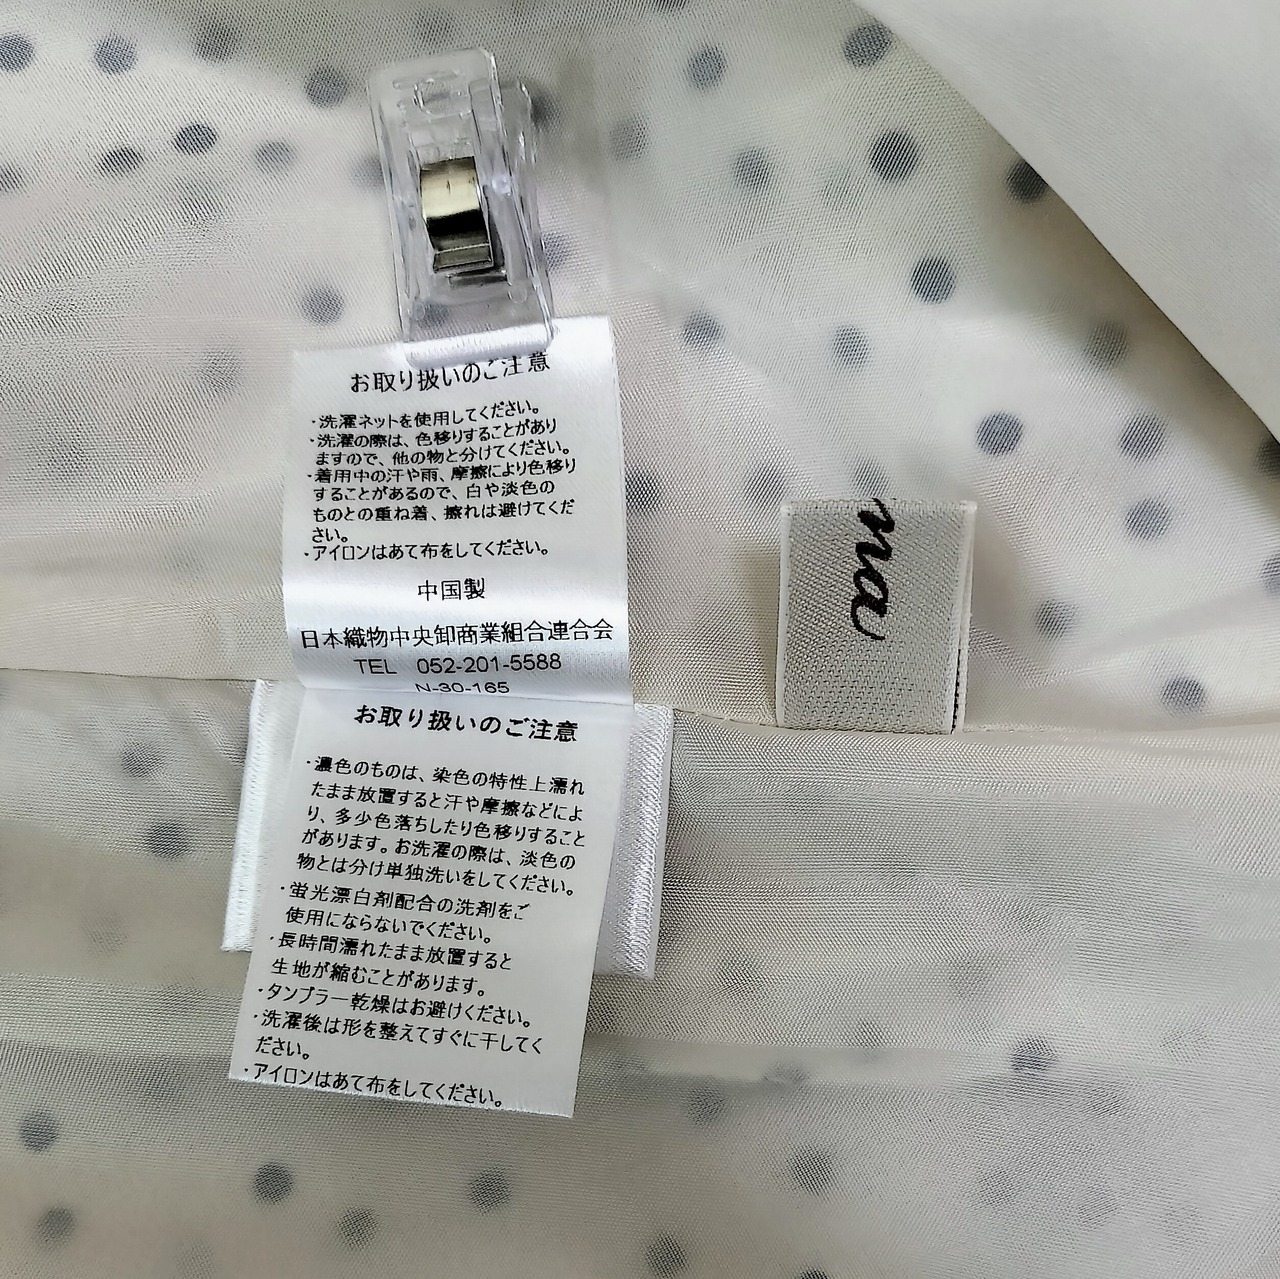 お取り扱いのご注意
・洗濯ネットを使用してください。
・洗濯の際は、色移りすることがあり
ますので、他の物と分けてください。
・着用中の汗や雨、摩擦により色移り
することがあるので、白や淡色の
ものとの重ね着、擦れは避けてくだ
さい。
・アイロンはあて布をしてください。
中国製
日本織物中央卸商業組合連合会
TEL 052-201-5588
N-30-165
お取り扱いのご注意
・濃色のものは、染色の特性上濡れ
たまま放置すると汗や摩擦などによ
り、多少色落ちしたり色移りすること
があります。お洗濯の際は、淡色の
物とは分け単独洗いをしてください。
・蛍光漂白剤配合の洗剤をご
使用にならないでください。
・長時間濡れたまま放置すると
生地が縮むことがあります。
・タンブラー乾燥はお避けください。
・洗濯後は形を整えてすぐに干してく
ださい。
・アイロンはあて布をしてください。
na